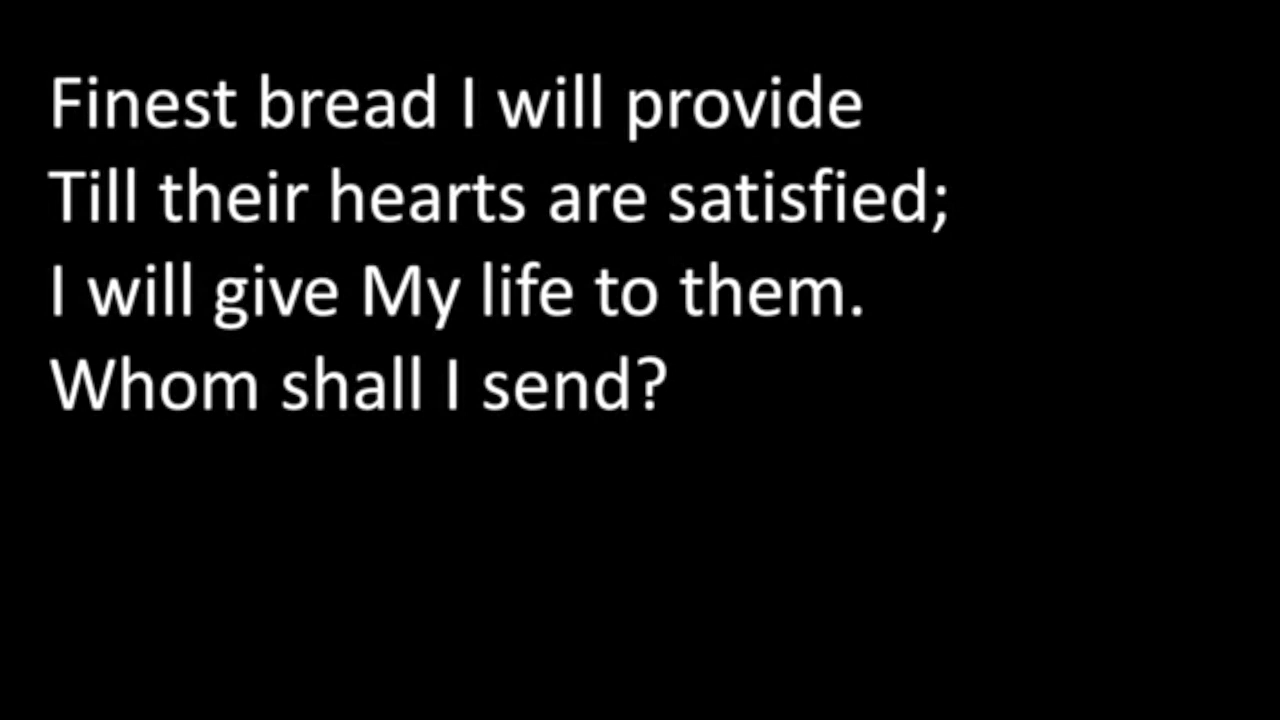 Finest bread I will provide
Till their hearts are satisfied;
I will give My life to them.
Whom shall I send?